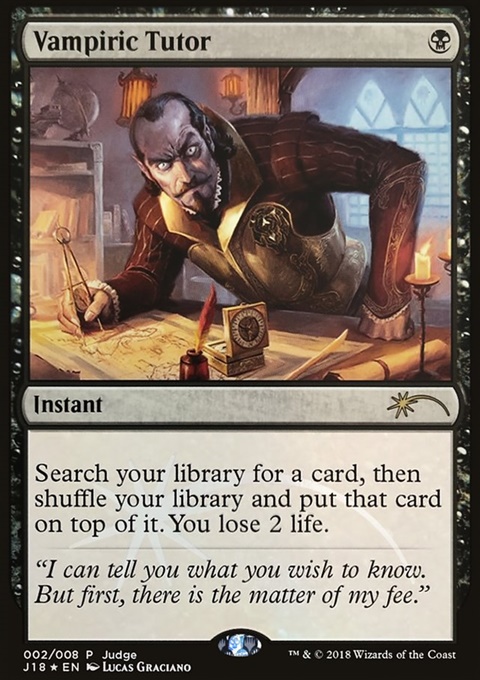 Vampiric Tutor
Instant
Search your library for a card, then
shuffle your library and put that card
on top of it. You lose 2 life.
“I can tell you what you wish to know.
But first, there is the matter of my fee.”
002/008 P Judge
J18 ★ EN Lucas Graciano
™ & © 2018 Wizards of the Coast